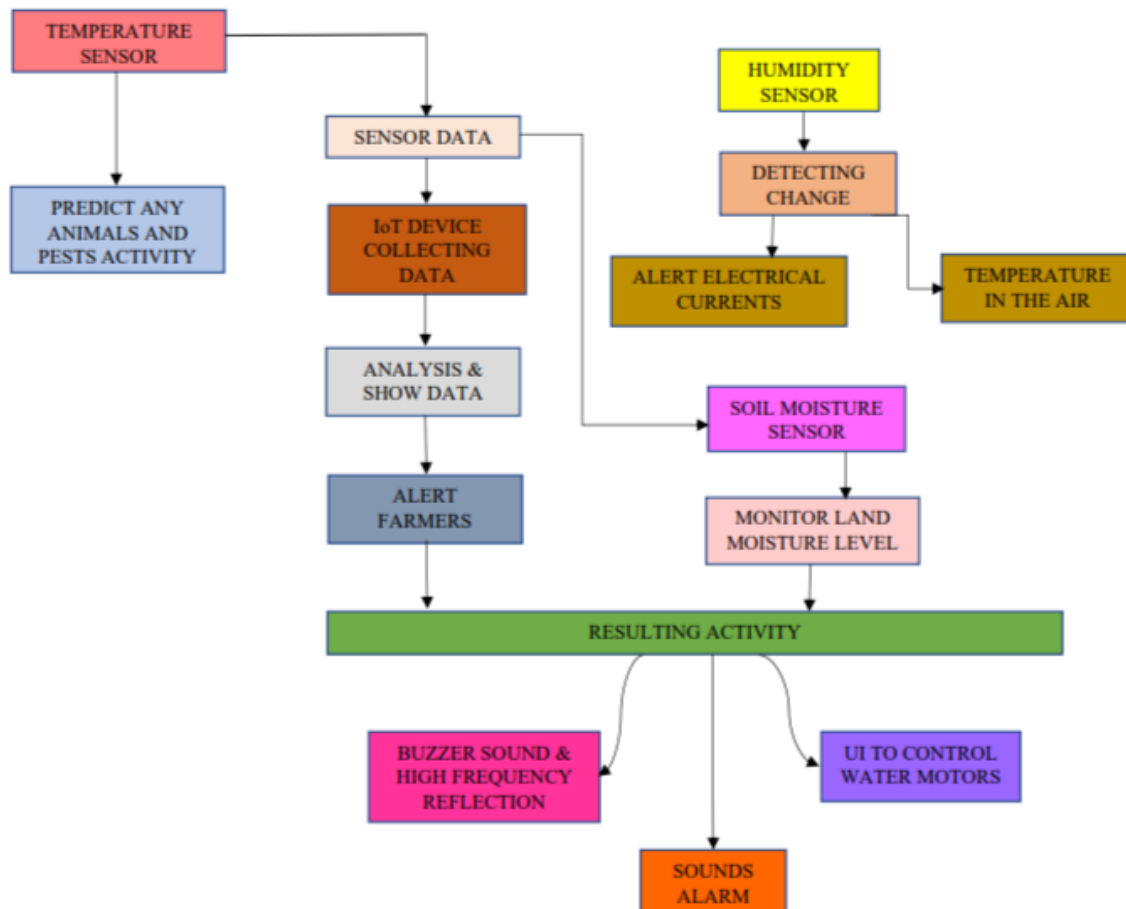 TEMPERATURE
SENSOR
HUMIDITY
SENSOR
SENSOR DATA
DETECTING
CHANGE
PREDICT ANY
ANIMALS AND
PESTS ACTIVITY
IoT DEVICE
COLLECTING
DATA
ALERT ELECTRICAL
CURRENTS
TEMPERATURE
IN THE AIR
ANALYSIS &
SHOW DATA
SOIL MOISTURE
SENSOR
ALERT
FARMERS
MONITOR LAND
MOISTURE LEVEL
RESULTING ACTIVITY
BUZZER SOUND &
HIGH FREQUENCY
REFLECTION
UI TO CONTROL
WATER MOTORS
SOUNDS
ALARM